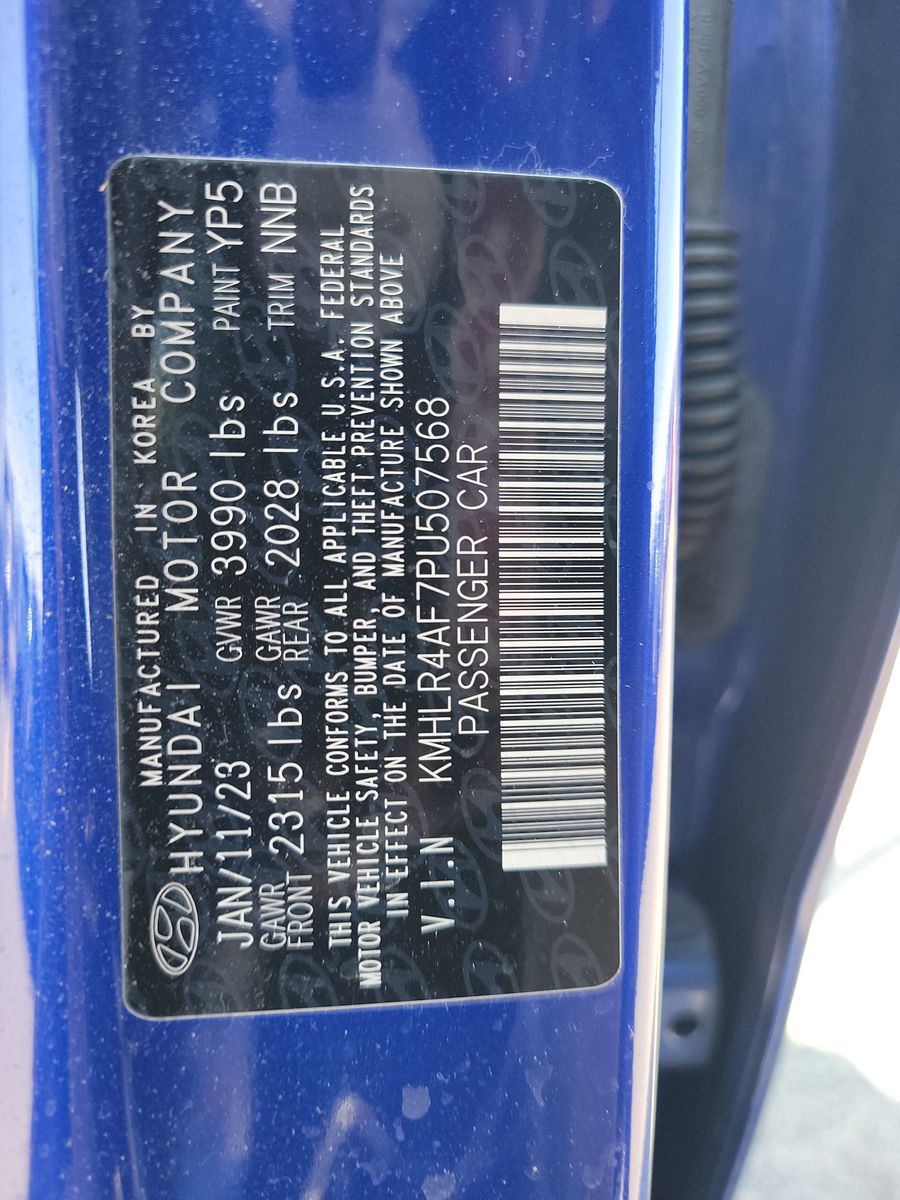 MANUFACTURED IN KOREA BY
HYUNDAI MOTOR COMPANY
JAN/11/23 GVWR 3990 lbs PAINT YP5
GAWR FRONT 2315 lbs GAWR REAR 2028 lbs TRIM NNB
THIS VEHICLE CONFORMS TO ALL APPLICABLE U.S.A. FEDERAL
MOTOR VEHICLE SAFETY, BUMPER, AND THEFT PREVENTION STANDARDS
IN EFFECT ON THE DATE OF MANUFACTURE SHOWN ABOVE
V.I.N KMHLR4AF7PU507568
PASSENGER CAR